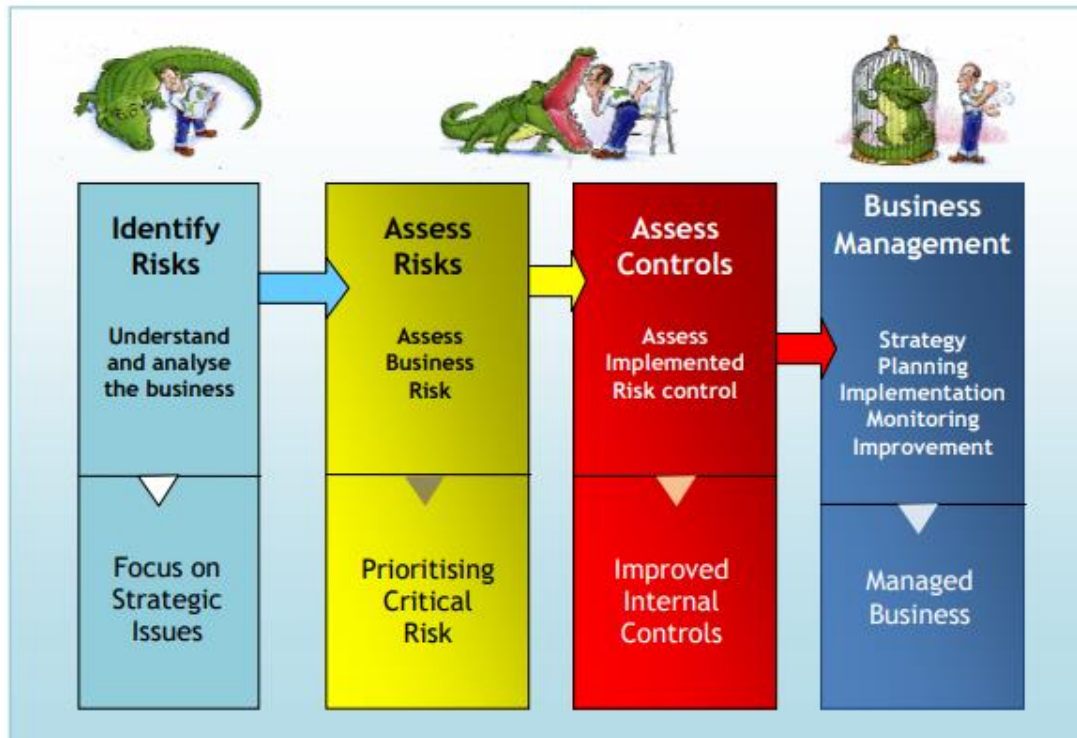 Identify
Risks
Understand
and analyse
the business
Focus on
Strategic
Issues
Assess
Risks
Assess
Business
Risk
Prioritising
Critical
Risk
Assess
Controls
Assess
Implemented
Risk control
Improved
Internal
Controls
Business
Management
Strategy
Planning
Implementation
Monitoring
Improvement
Managed
Business